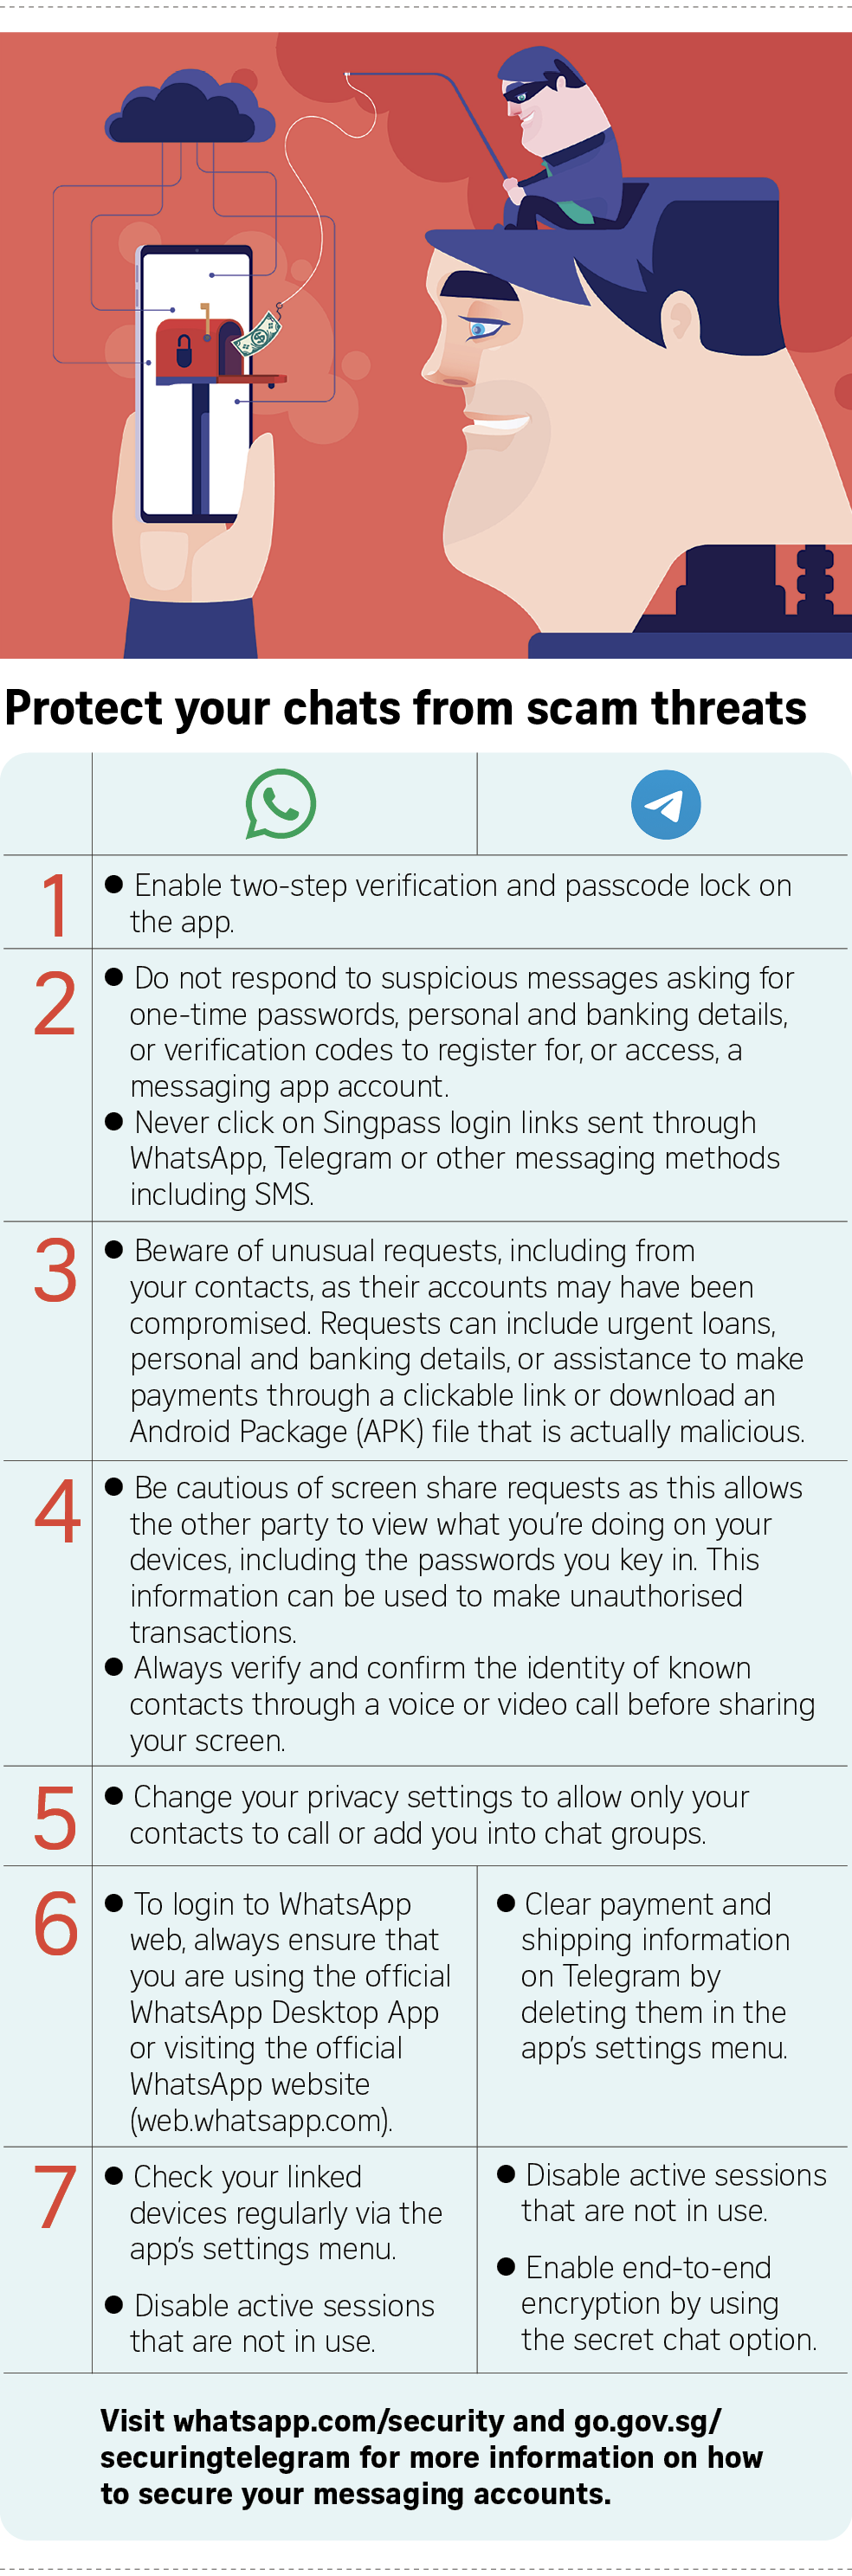 Protect your chats from scam threats
1
● Enable two-step verification and passcode lock on
the app.
2
● Do not respond to suspicious messages asking for
one-time passwords, personal and banking details,
or verification codes to register for, or access, a
messaging app account.
● Never click on Singpass login links sent through
WhatsApp, Telegram or other messaging methods
including SMS.
3
● Beware of unusual requests, including from
your contacts, as their accounts may have been
compromised. Requests can include urgent loans,
personal and banking details, or assistance to make
payments through a clickable link or download an
Android Package (APK) file that is actually malicious.
4
● Be cautious of screen share requests as this allows
the other party to view what you're doing on your
devices, including the passwords you key in. This
information can be used to make unauthorised
transactions.
● Always verify and confirm the identity of known
contacts through a voice or video call before sharing
your screen.
5
● Change your privacy settings to allow only your
contacts to call or add you into chat groups.
6
● To login to WhatsApp
web, always ensure that
you are using the official
WhatsApp Desktop App
or visiting the official
WhatsApp website
(web.whatsapp.com).
● Clear payment and
shipping information
on Telegram by
deleting them in the
app's settings menu.
7
● Check your linked
devices regularly via the
app's settings menu.
● Disable active sessions
that are not in use.
● Disable active sessions
that are not in use.
● Enable end-to-end
encryption by using
the secret chat option.
Visit whatsapp.com/security and go.gov.sg/
securingtelegram for more information on how
to secure your messaging accounts.